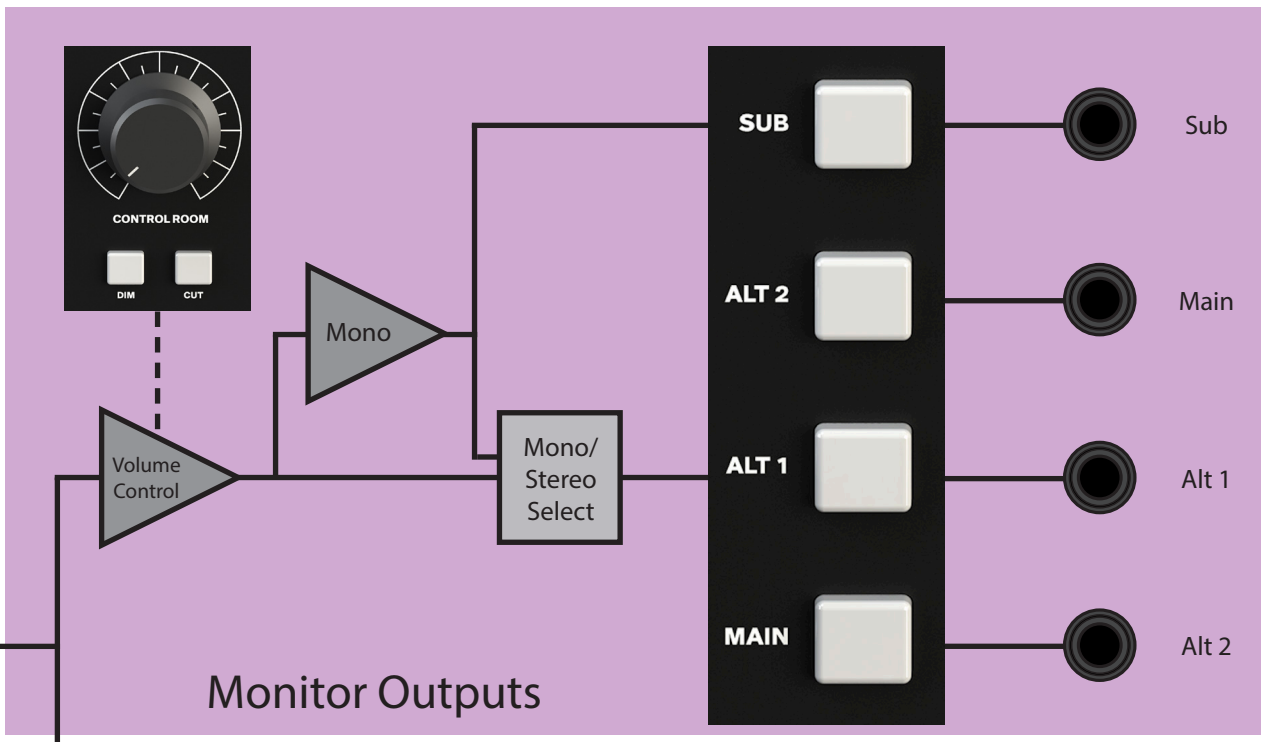 CONTROL ROOM
DIM
CUT
Mono
Volume
Control
Mono/
Stereo
Select
Monitor Outputs
SUB
ALT 2
ALT 1
MAIN
Sub
Main
Alt 1
Alt 2